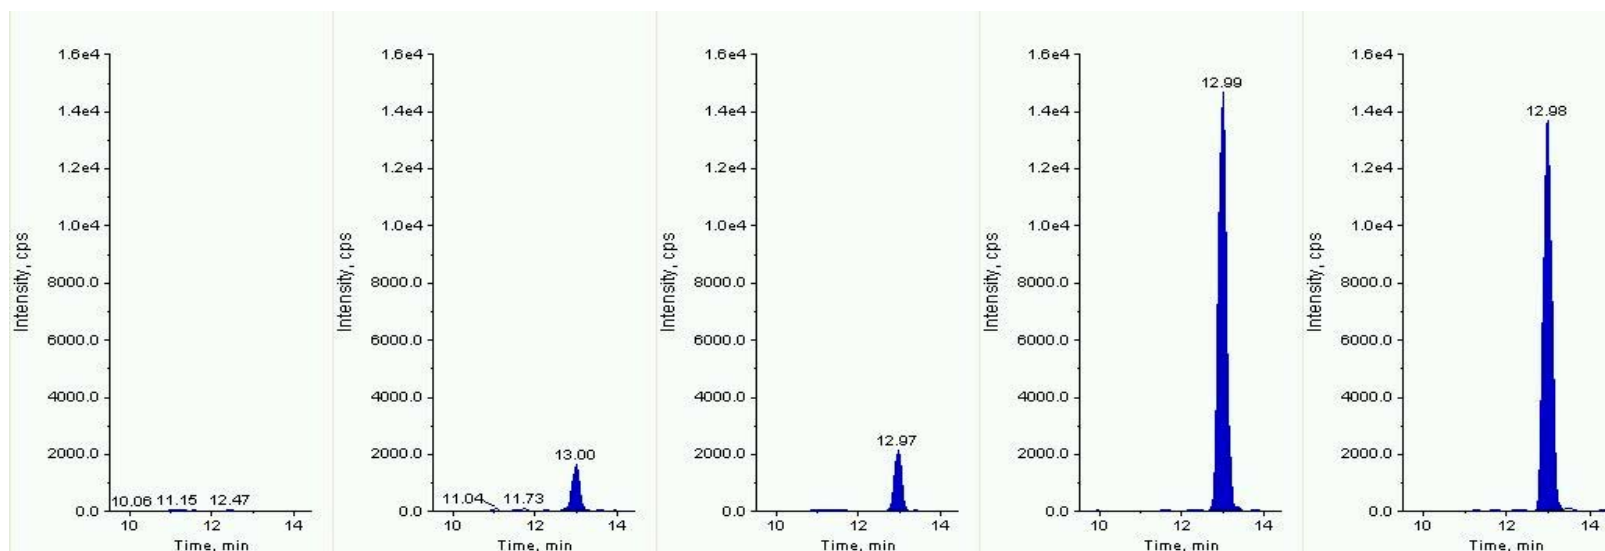 1.6e4
1.4e4
1.2e4
1.0e4
8000.0
6000.0
4000.0
2000.0
0.0
Intensity, cps
10.06 11.15 12.47
10 12 14
Time, min
1.6e4
1.4e4
1.2e4
1.0e4
8000.0
6000.0
4000.0
2000.0
0.0
Intensity, cps
13.00
11.04 11.73
10 12 14
Time, min
1.6e4
1.4e4
1.2e4
1.0e4
8000.0
6000.0
4000.0
2000.0
0.0
Intensity, cps
12.97
10 12 14
Time, min
1.6e4
1.4e4
1.2e4
1.0e4
8000.0
6000.0
4000.0
2000.0
0.0
Intensity, cps
12.99
10 12 14
Time, min
1.6e4
1.4e4
1.2e4
1.0e4
8000.0
6000.0
4000.0
2000.0
0.0
Intensity, cps
12.98
10 12 14
Time, min